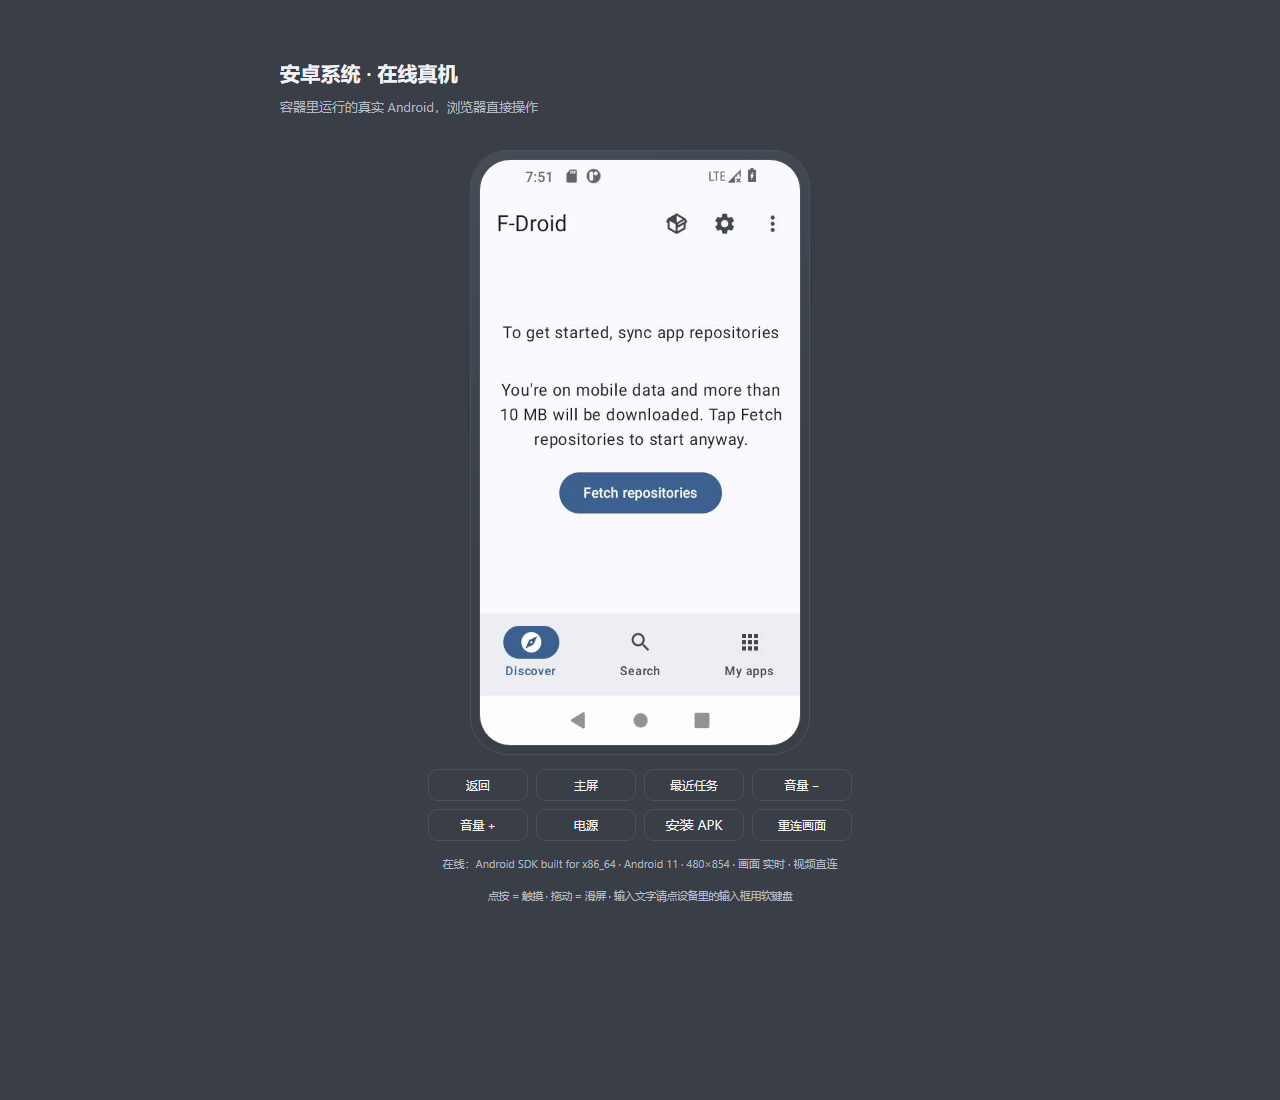 安卓系统 · 在线真机
容器里运行的真实 Android，浏览器直接操作
7:51
LTE
F-Droid
To get started, sync app repositories
You're on mobile data and more than
10 MB will be downloaded. Tap Fetch
repositories to start anyway.
Fetch repositories
Discover
Search
My apps
返回
主屏
最近任务
音量 −
音量 +
电源
安装 APK
重连画面
在线：Android SDK built for x86_64 · Android 11 · 480×854 · 画面 实时 · 视频直连
点按 = 触摸 · 拖动 = 滑屏 · 输入文字请点设备里的输入框用软键盘